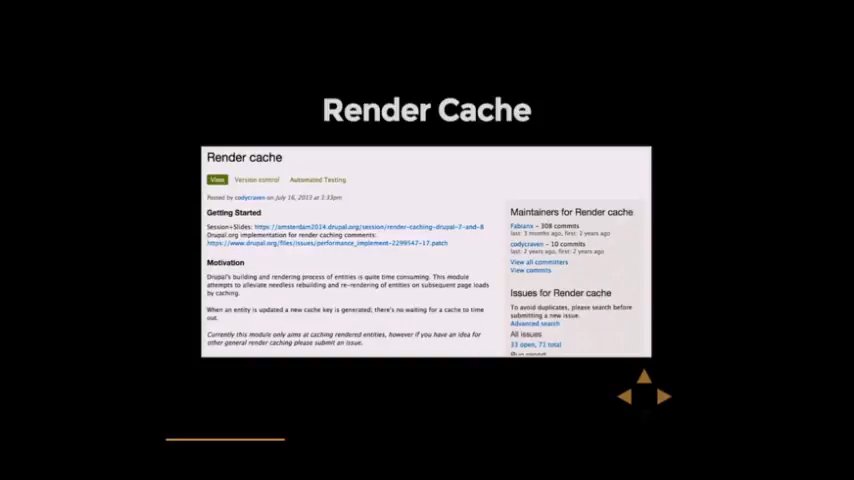 Render Cache
Render cache
View Version control Automated Testing
Posted by codycraven on July 16, 2013 at 3:33pm
Getting Started
Session+Slides: https://amsterdam2014.drupal.org/session/render-caching-drupal-7-and-8
Drupal.org implementation for render caching comments:
https://www.drupal.org/files/issues/performance_implement-2299547-17.patch
Motivation
Drupal's building and rendering process of entities is quite time consuming. This module
attempts to alleviate needless rebuilding and re-rendering of entities on subsequent page loads
by caching.
When an entity is updated a new cache key is generated; there's no waiting for a cache to time
out.
Currently this module only aims at caching rendered entities, however if you have an idea for
other general render caching please submit an issue.
Maintainers for Render cache
Fabianx – 308 commits
last: 3 months ago, first: 2 years ago
codycraven – 10 commits
last: 2 years ago, first: 2 years ago
View all committers
View commits
Issues for Render cache
To avoid duplicates, please search before
submitting a new issue.
Advanced search
All issues
33 open, 71 total
Bug report